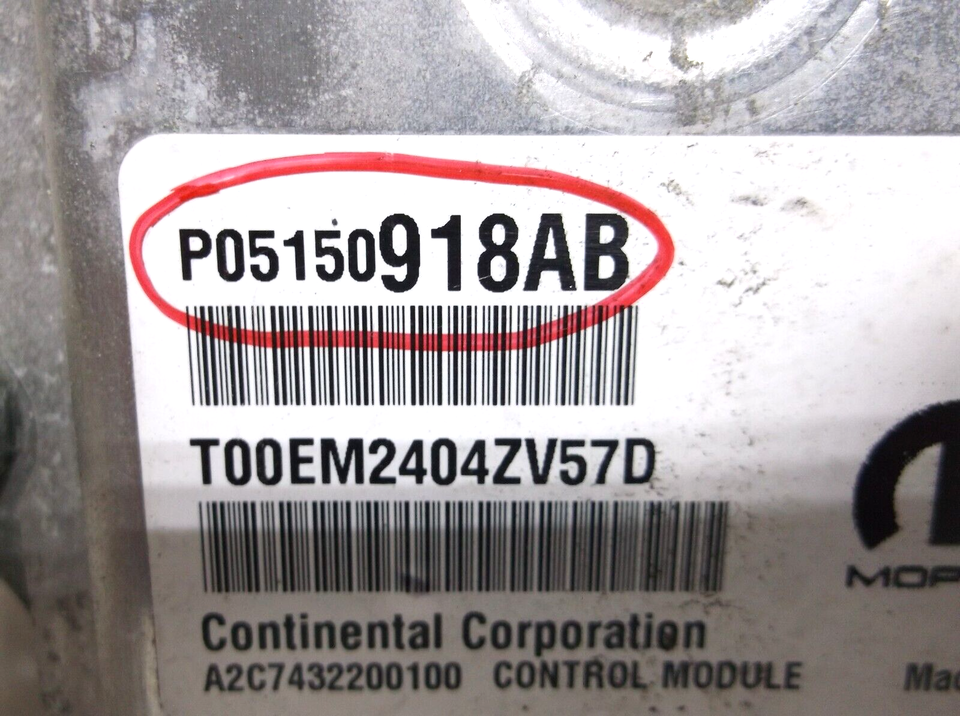 P05150918AB
T00EM2404ZV57D
Continental Corporation
A2C7432200100 CONTROL MODULE